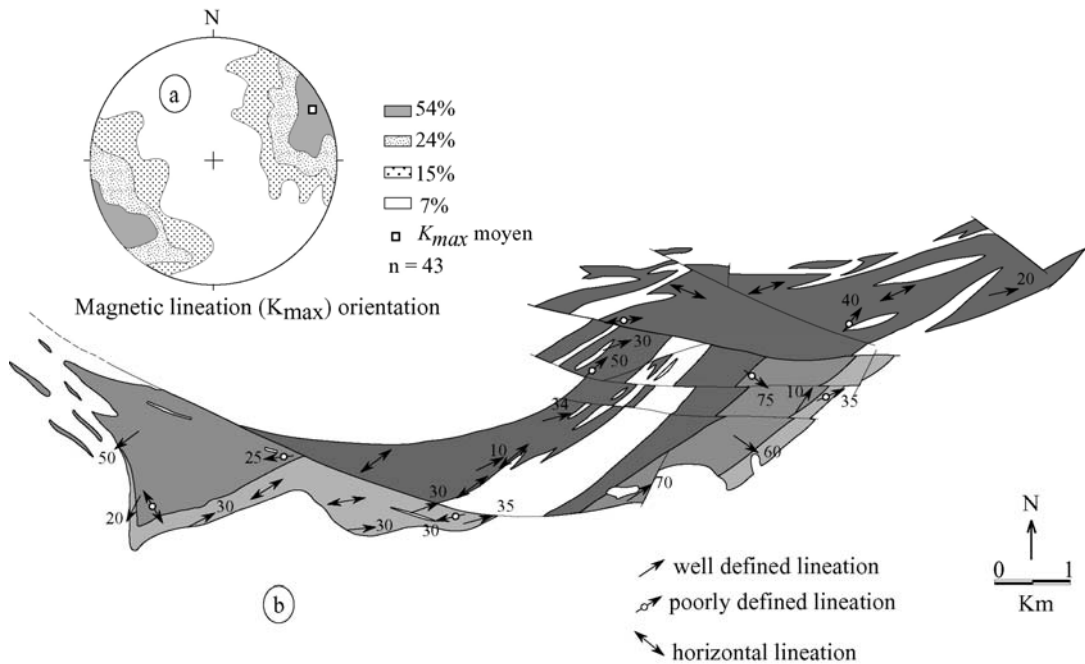 N
a
54%
24%
15%
7%
Kmax moyen
n = 43
Magnetic lineation (Kmax) orientation
20
40
30
50
34
10
75
10
35
60
50
25
10
30
70
20
30
30
30
35
b
well defined lineation
poorly defined lineation
horizontal lineation
N
0 1
Km